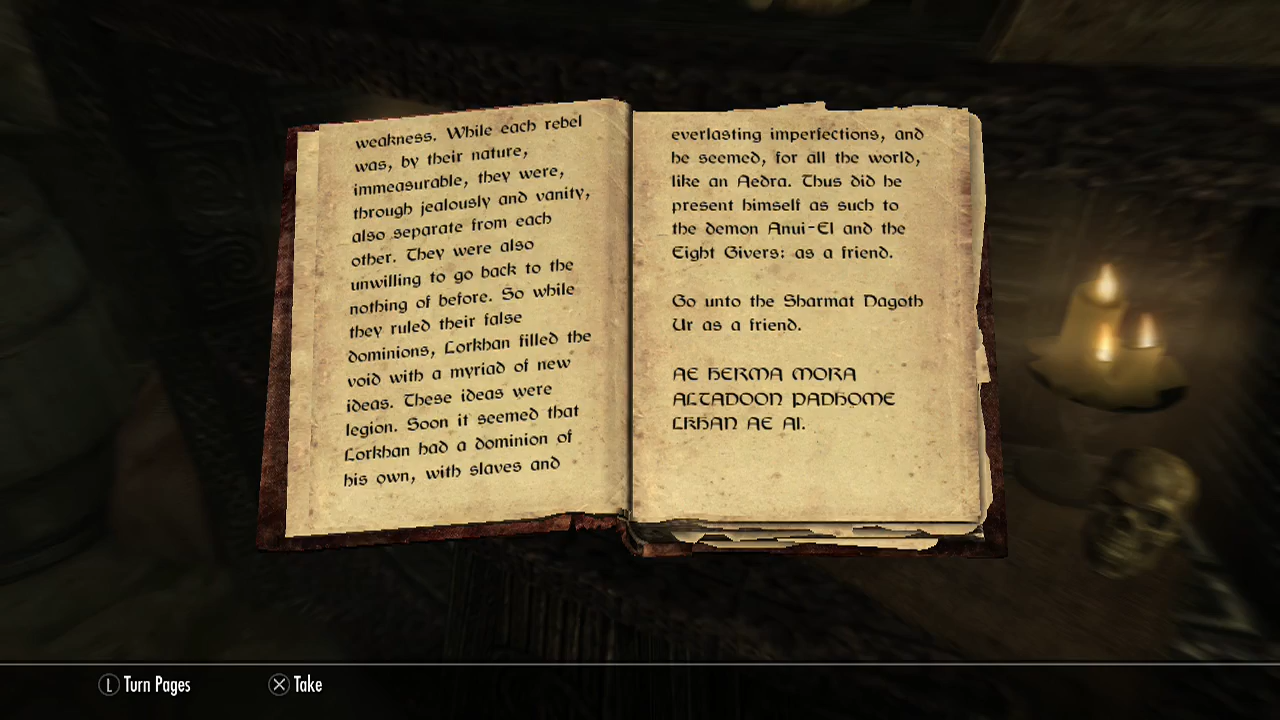 weakness. While each rebel
was, by their nature,
immeasurable, they were,
through jealously and vanity,
also separate from each
other. They were also
unwilling to go back to the
nothing of before. So while
they ruled their false
dominions, Lorkhan filled the
void with a myriad of new
ideas. These ideas were
legion. Soon it seemed that
Lorkhan had a dominion of
his own, with slaves and
everlasting imperfections, and
he seemed, for all the world,
like an Aedra. Thus did he
present himself as such to
the demon Anui-El and the
Eight Givers: as a friend.
Go unto the Sharmat Dagoth
Ur as a friend.
AE HERMA MORA
ALTADOON PADHOME
LKHAN AE AI.
L Turn Pages
X Take